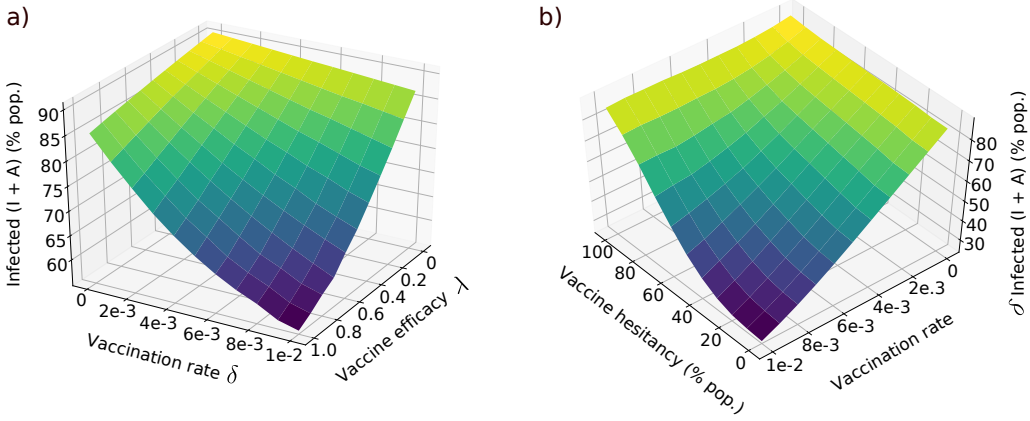 a)
Infected (I + A) (% pop.)
90
85
80
75
70
65
60
0
2e-3
4e-3
6e-3
8e-3
1e-2
Vaccination rate δ
0
0.2
0.4
0.6
0.8
1.0
Vaccine efficacy λ
b)
100
80
60
40
20
0
Vaccine hesitancy (% pop.)
0
2e.3
4e-3
6e-3
8e-3
1e-2
Vaccination rate
80
70
60
50
40
30
δ Infected (I + A) (% pop.)